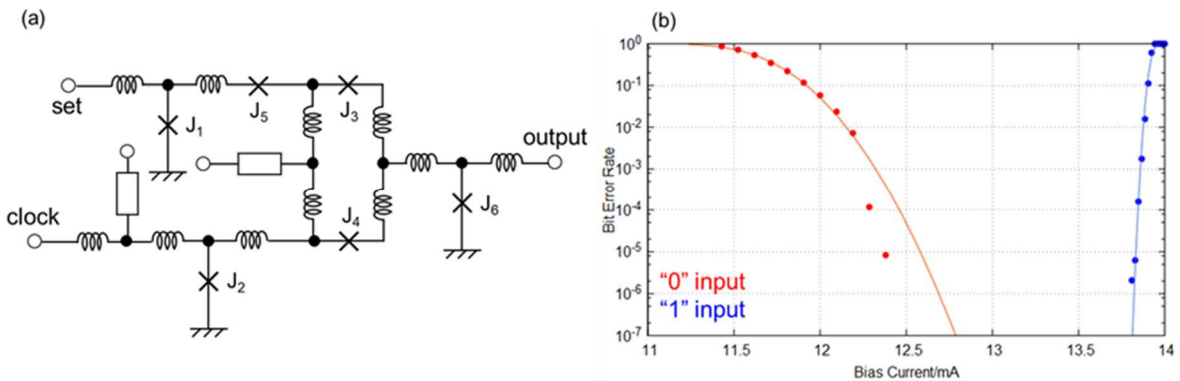 (a)
set
J1
J5
J3
output
clock
J4
J6
J2
(b)
Bit Error Rate
10^0
10^-1
10^-2
10^-3
10^-4
10^-5
10^-6
10^-7
"0" input
"1" input
11 11.5 12 12.5 13 13.5 14
Bias Current/mA